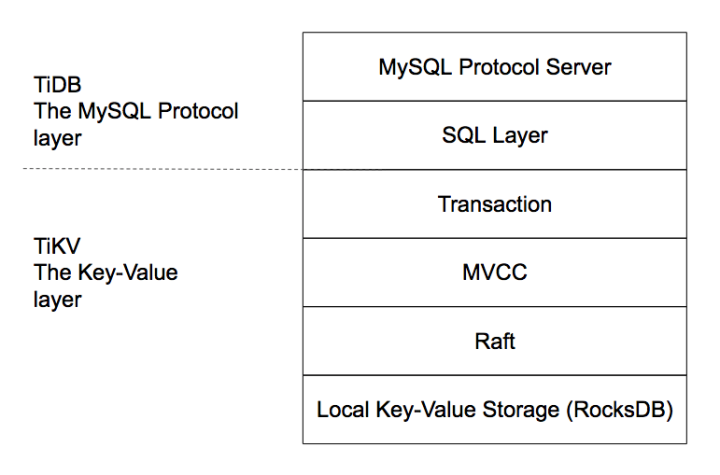 TiDB
The MySQL Protocol
layer
MySQL Protocol Server
SQL Layer
TiKV
The Key-Value
layer
Transaction
MVCC
Raft
Local Key-Value Storage (RocksDB)